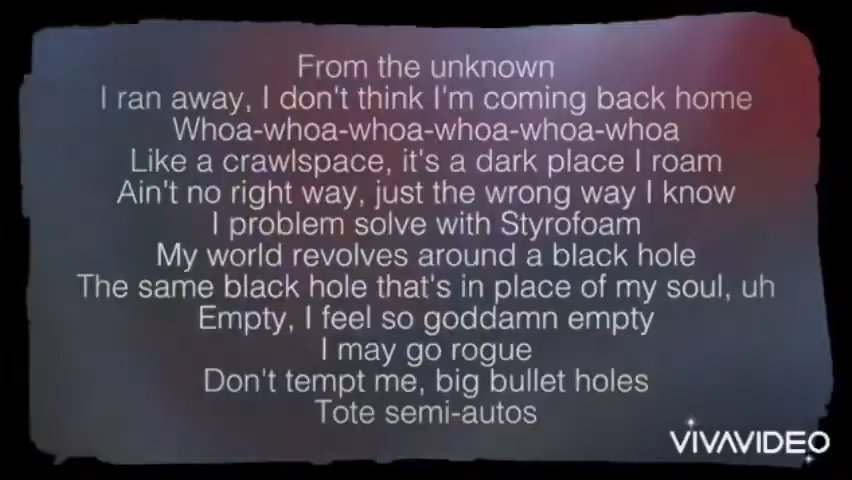 From the unknown
I ran away, I don't think I'm coming back home
Whoa-whoa-whoa-whoa-whoa-whoa
Like a crawlspace, it's a dark place I roam
Ain't no right way, just the wrong way I know
I problem solve with Styrofoam
My world revolves around a black hole
The same black hole that's in place of my soul, uh
Empty, I feel so goddamn empty
I may go rogue
Don't tempt me, big bullet holes
Tote semi-autos
VIVAVIDEO